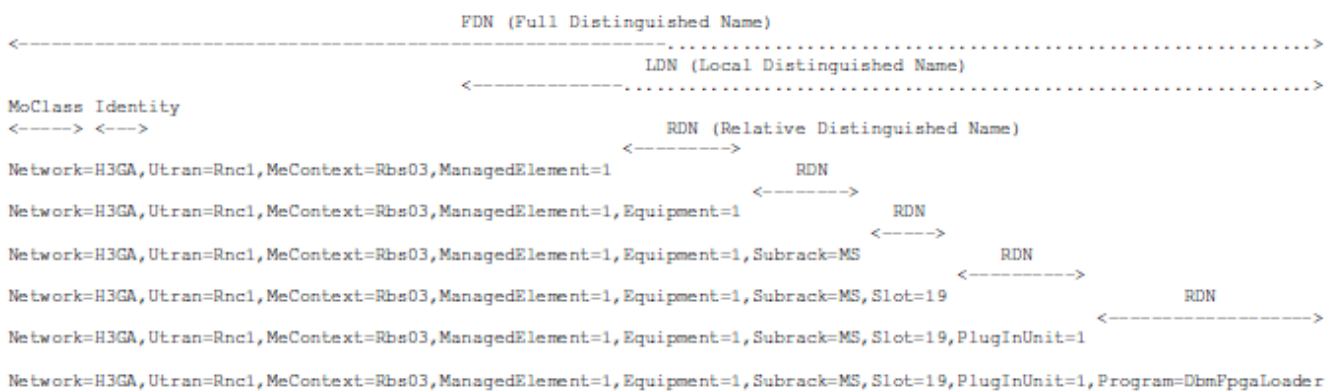 FDN (Full Distinguished Name)
<------------------------------------------------------------............................................................>
LDN (Local Distinguished Name)
<--------------................................................................>
MoClass Identity
<-----> <--->
RDN (Relative Distinguished Name)
<--------->
Network=H3GA,Utran=Rnc1,MeContext=Rbs03,ManagedElement=1
RDN
<-------->
Network=H3GA,Utran=Rnc1,MeContext=Rbs03,ManagedElement=1,Equipment=1
RDN
<----->
Network=H3GA,Utran=Rnc1,MeContext=Rbs03,ManagedElement=1,Equipment=1,Subrack=MS
RDN
<---------->
Network=H3GA,Utran=Rnc1,MeContext=Rbs03,ManagedElement=1,Equipment=1,Subrack=MS,Slot=19
RDN
<------------------->
Network=H3GA,Utran=Rnc1,MeContext=Rbs03,ManagedElement=1,Equipment=1,Subrack=MS,Slot=19,PlugInUnit=1
Network=H3GA,Utran=Rnc1,MeContext=Rbs03,ManagedElement=1,Equipment=1,Subrack=MS,Slot=19,PlugInUnit=1,Program=DbmFpgaLoader